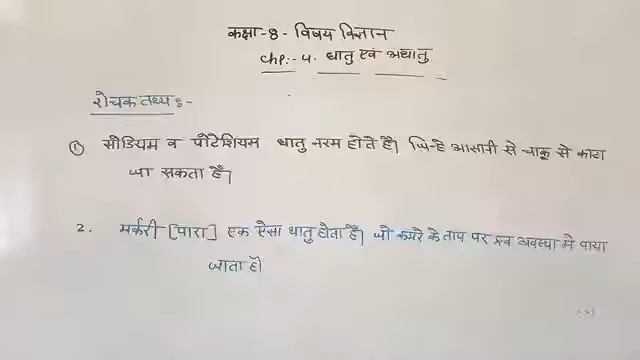 कक्षा-8 - विषय विज्ञान
Chp:- 4. धातु एवं अधातु
रोचक तथ्य :-
① सोडियम व पोटेशियम धातु नरम होते है। जिन्हे आसानी से चाकू से काटा
जा सकता हैं।
2. मर्करी [पारा] एक ऐसा धातु होता हैं। जो कमरे के ताप पर द्रव अवस्था मे पाया
जाता हैं।